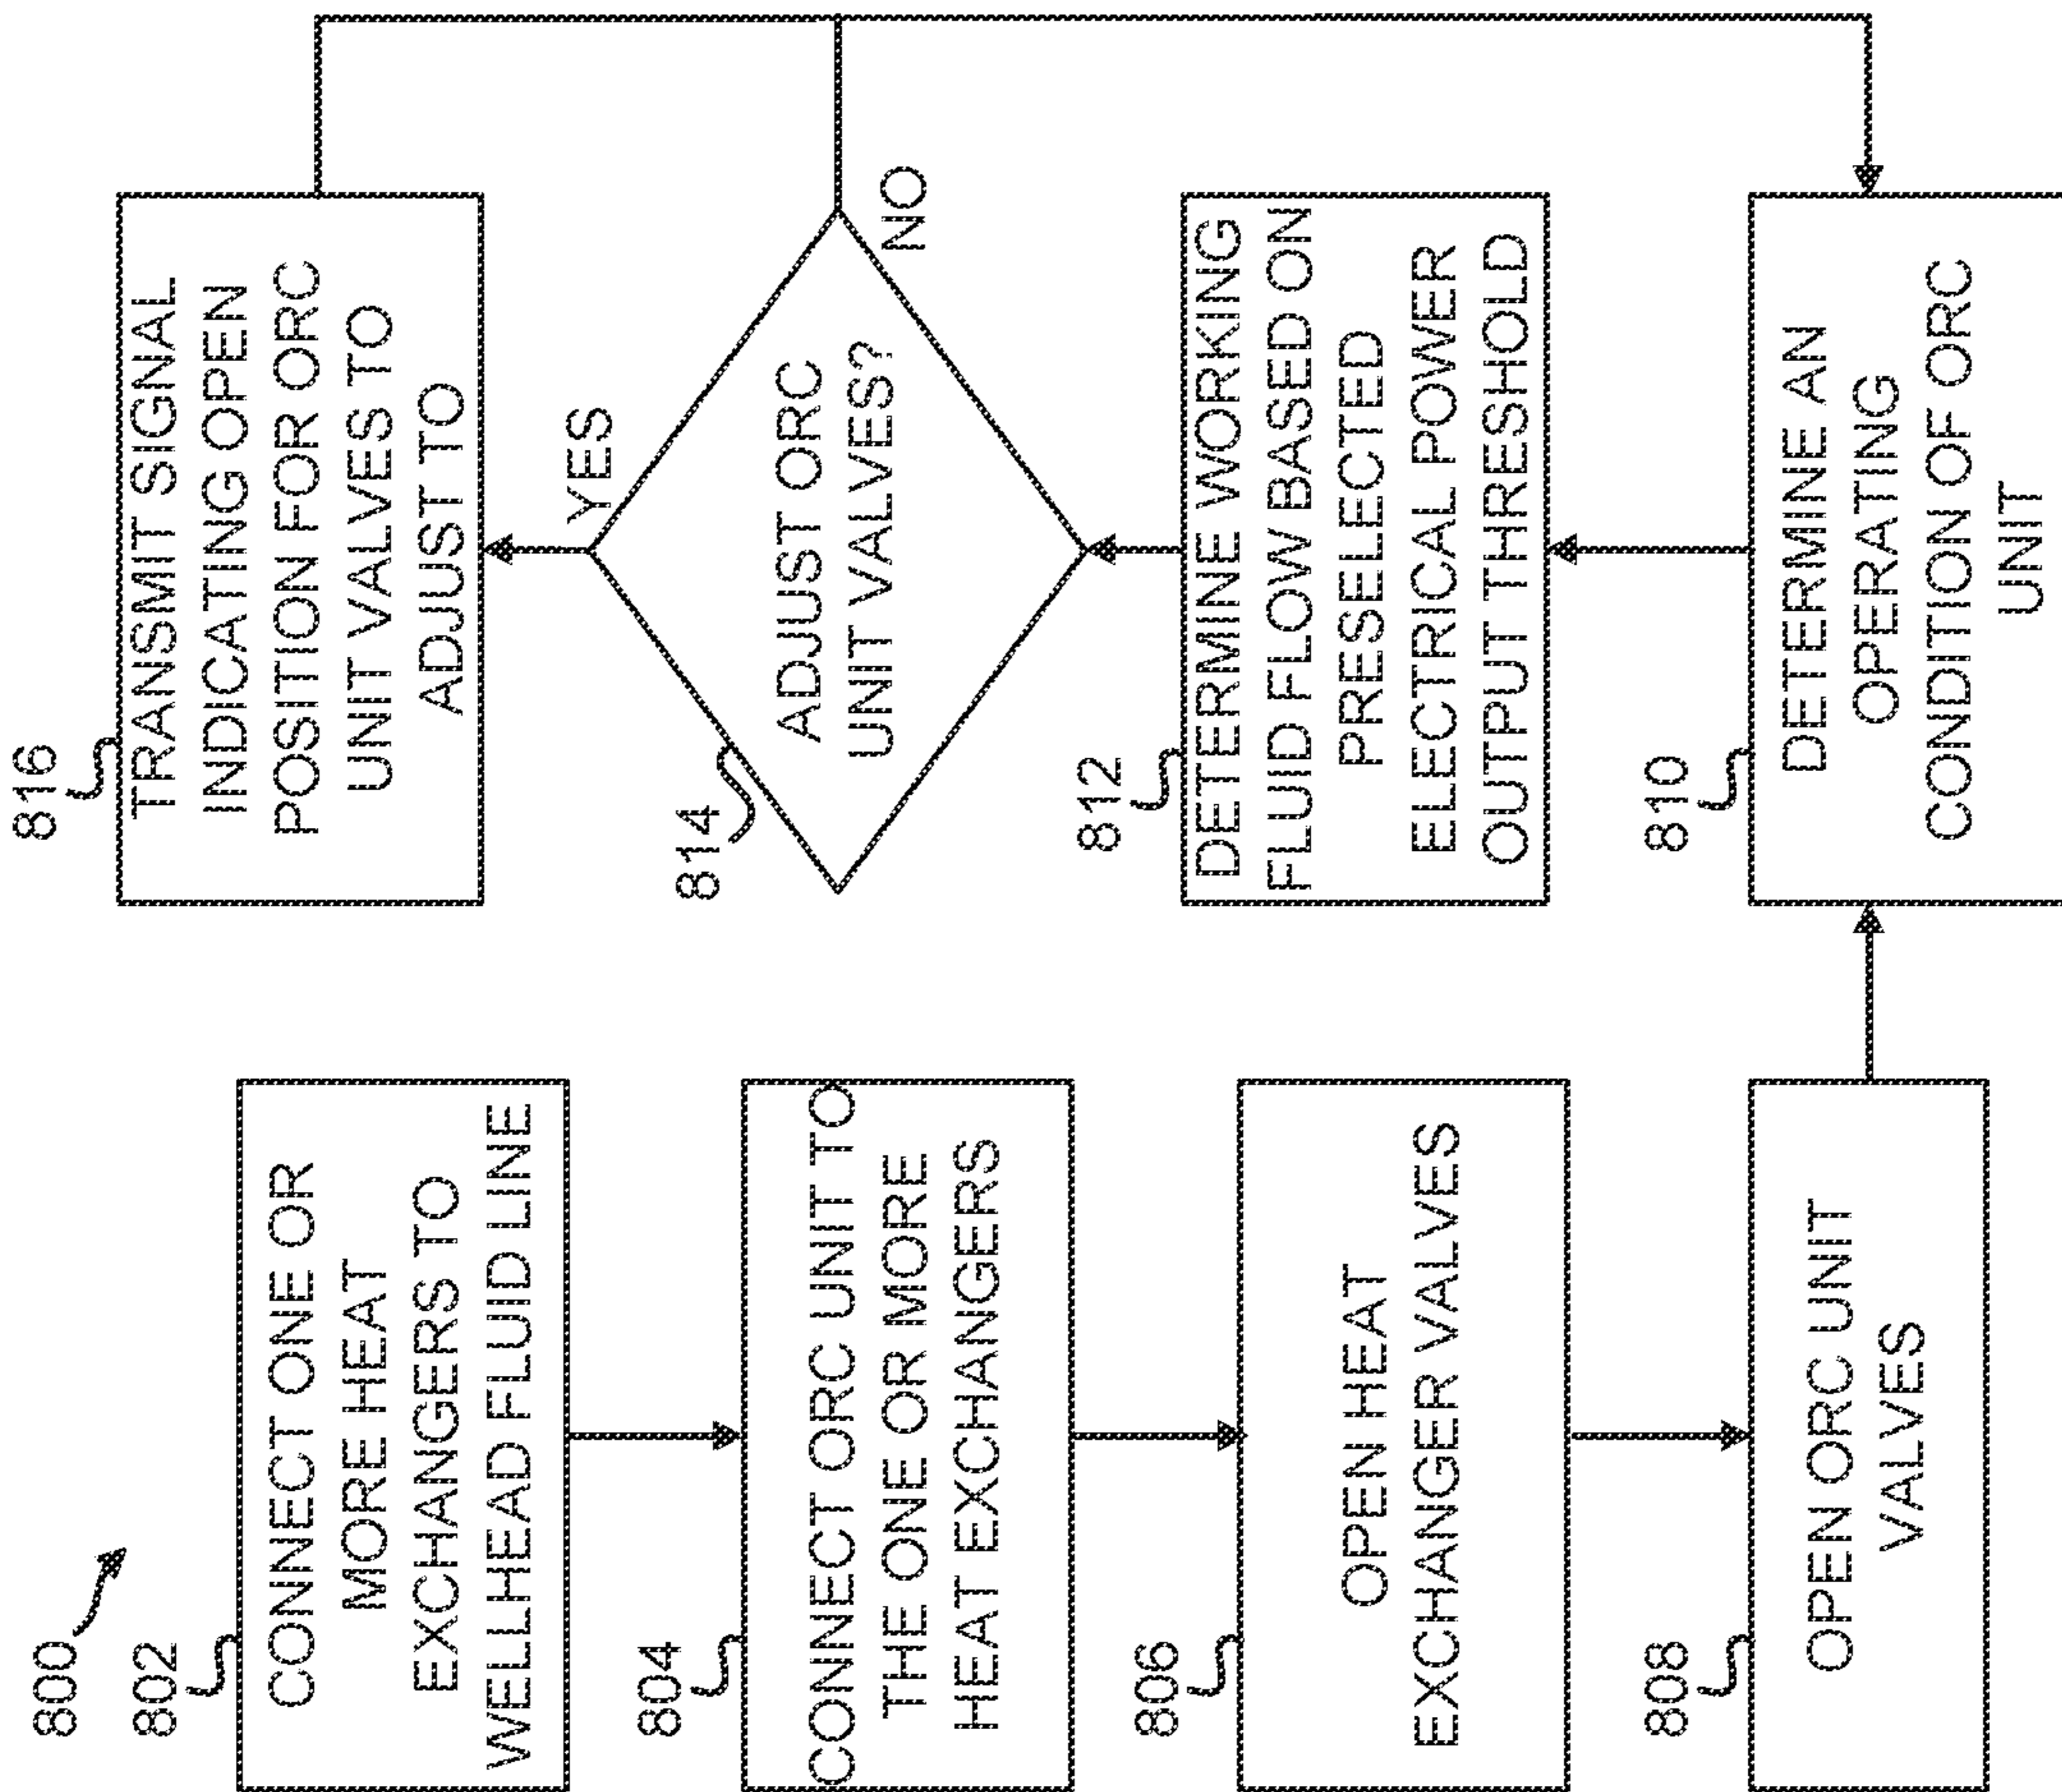 800
802
CONNECT ONE OR
MORE HEAT
EXCHANGERS TO
WELLHEAD FLUID LINE
804
CONNECT ORC UNIT TO
THE ONE OR MORE
HEAT EXCHANGERS
806
OPEN HEAT
EXCHANGER VALVES
808
OPEN ORC UNIT
VALVES
810
DETERMINE AN
OPERATING
CONDITION OF ORC
UNIT
812
DETERMINE WORKING
FLUID FLOW BASED ON
PRESELECTED
ELECTRICAL POWER
OUTPUT THRESHOLD
814
ADJUST ORC
UNIT VALVES?
YES
NO
816
TRANSMIT SIGNAL
INDICATING OPEN
POSITION FOR ORC
UNIT VALVES TO
ADJUST TO